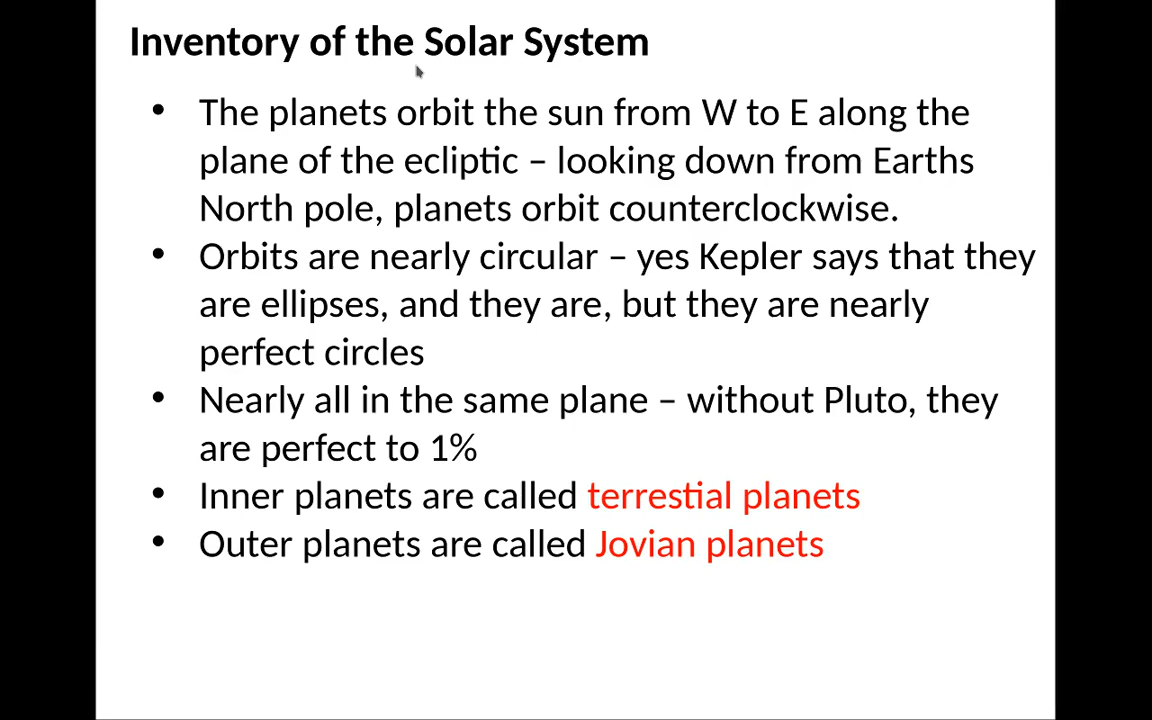 Inventory of the Solar System
• The planets orbit the sun from W to E along the
plane of the ecliptic – looking down from Earths
North pole, planets orbit counterclockwise.
• Orbits are nearly circular – yes Kepler says that they
are ellipses, and they are, but they are nearly
perfect circles
• Nearly all in the same plane – without Pluto, they
are perfect to 1%
• Inner planets are called terrestial planets
• Outer planets are called Jovian planets